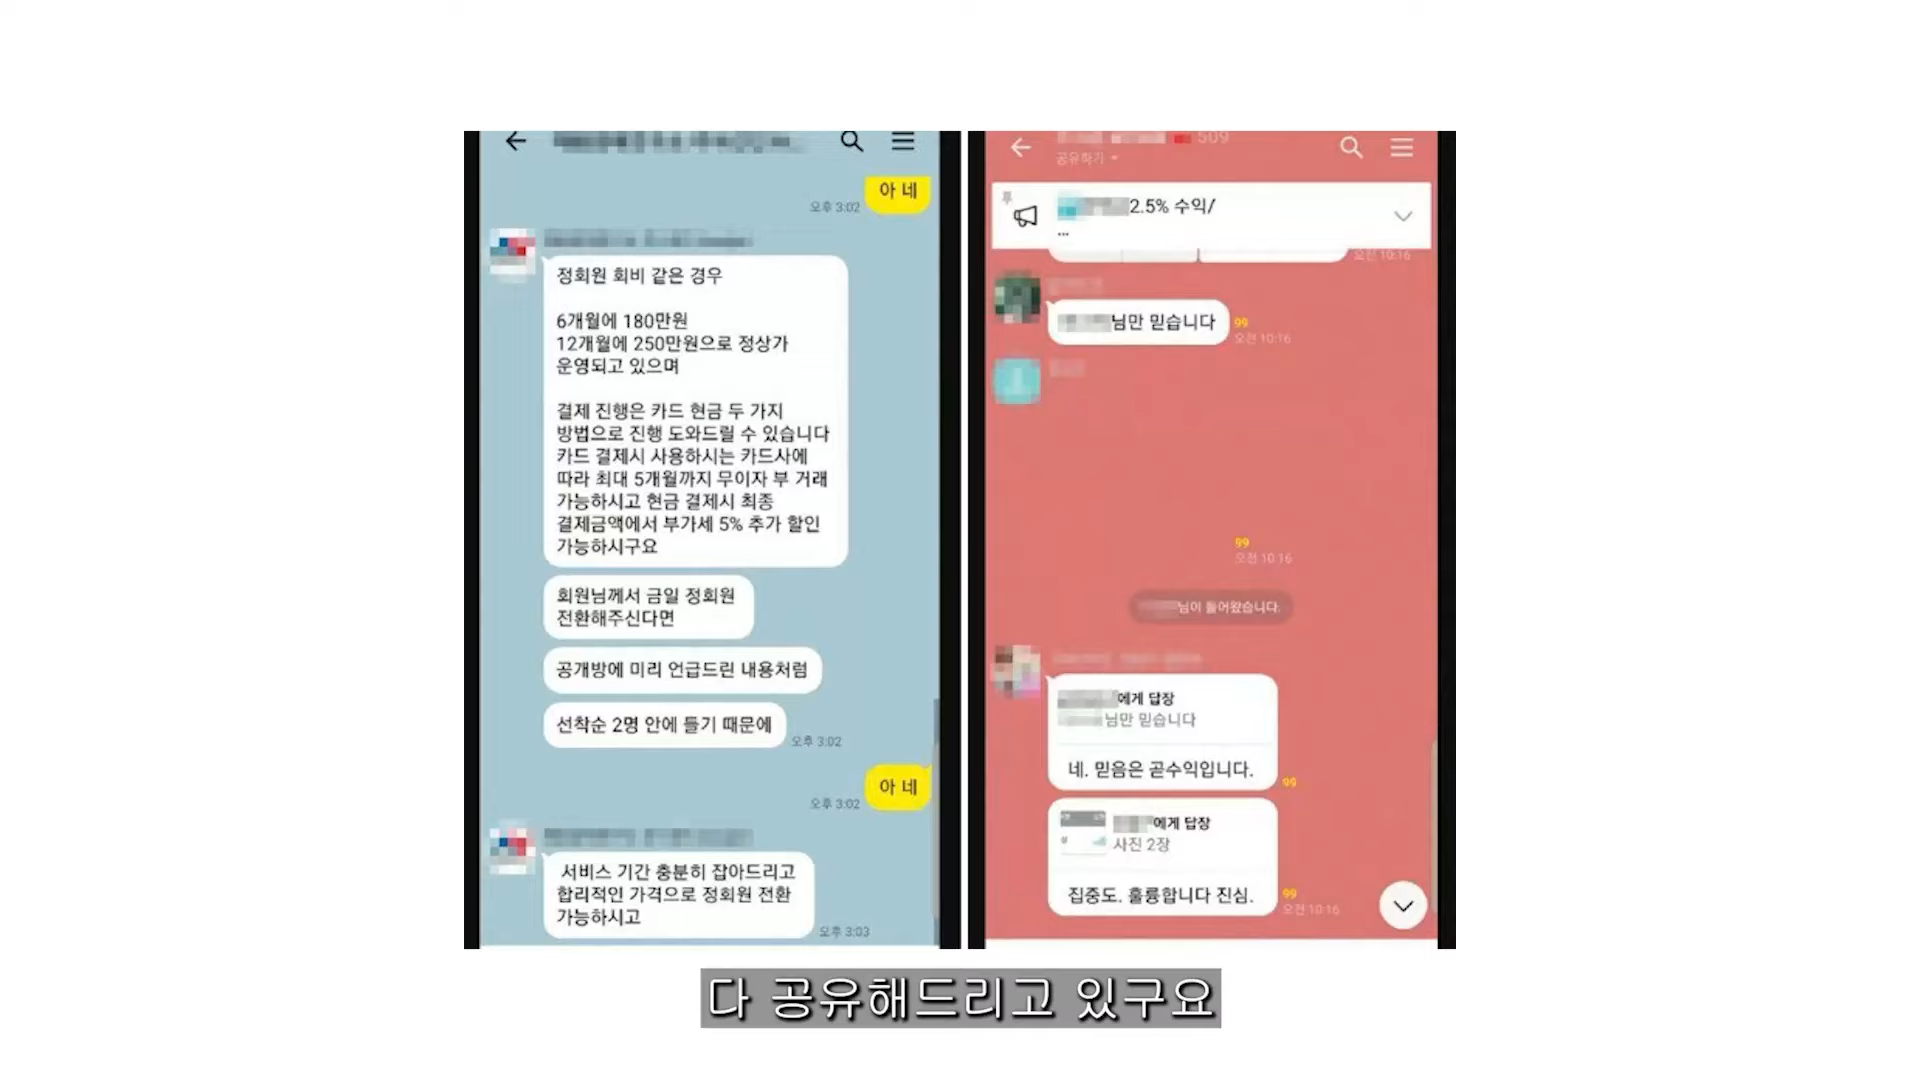 아 네
오후 3:02
정회원 회비 같은 경우
6개월에 180만원
12개월에 250만원으로 정상가
운영되고 있으며
결제 진행은 카드 현금 두 가지
방법으로 진행 도와드릴 수 있습니다
카드 결제시 사용하시는 카드사에
따라 최대 5개월까지 무이자 부 거래
가능하시고 현금 결제시 최종
결제금액에서 부가세 5% 추가 할인
가능하시구요
회원님께서 금일 정회원
전환해주신다면
공개방에 미리 언급드린 내용처럼
선착순 2명 안에 들기 때문에
오후 3:02
아 네
오후 3:02
서비스 기간 충분히 잡아드리고
합리적인 가격으로 정회원 전환
가능하시고
오후 3:03
509
공유하기
2.5% 수익/
...
오전 10:16
님만 믿습니다
99
오전 10:16
99
오전 10:16
님이 들어왔습니다.
에게 답장
님만 믿습니다
네. 믿음은 곧수익입니다.
99
에게 답장
사진 2장
집중도. 훌륭합니다 진심.
99
오전 10:16
다 공유해드리고 있구요